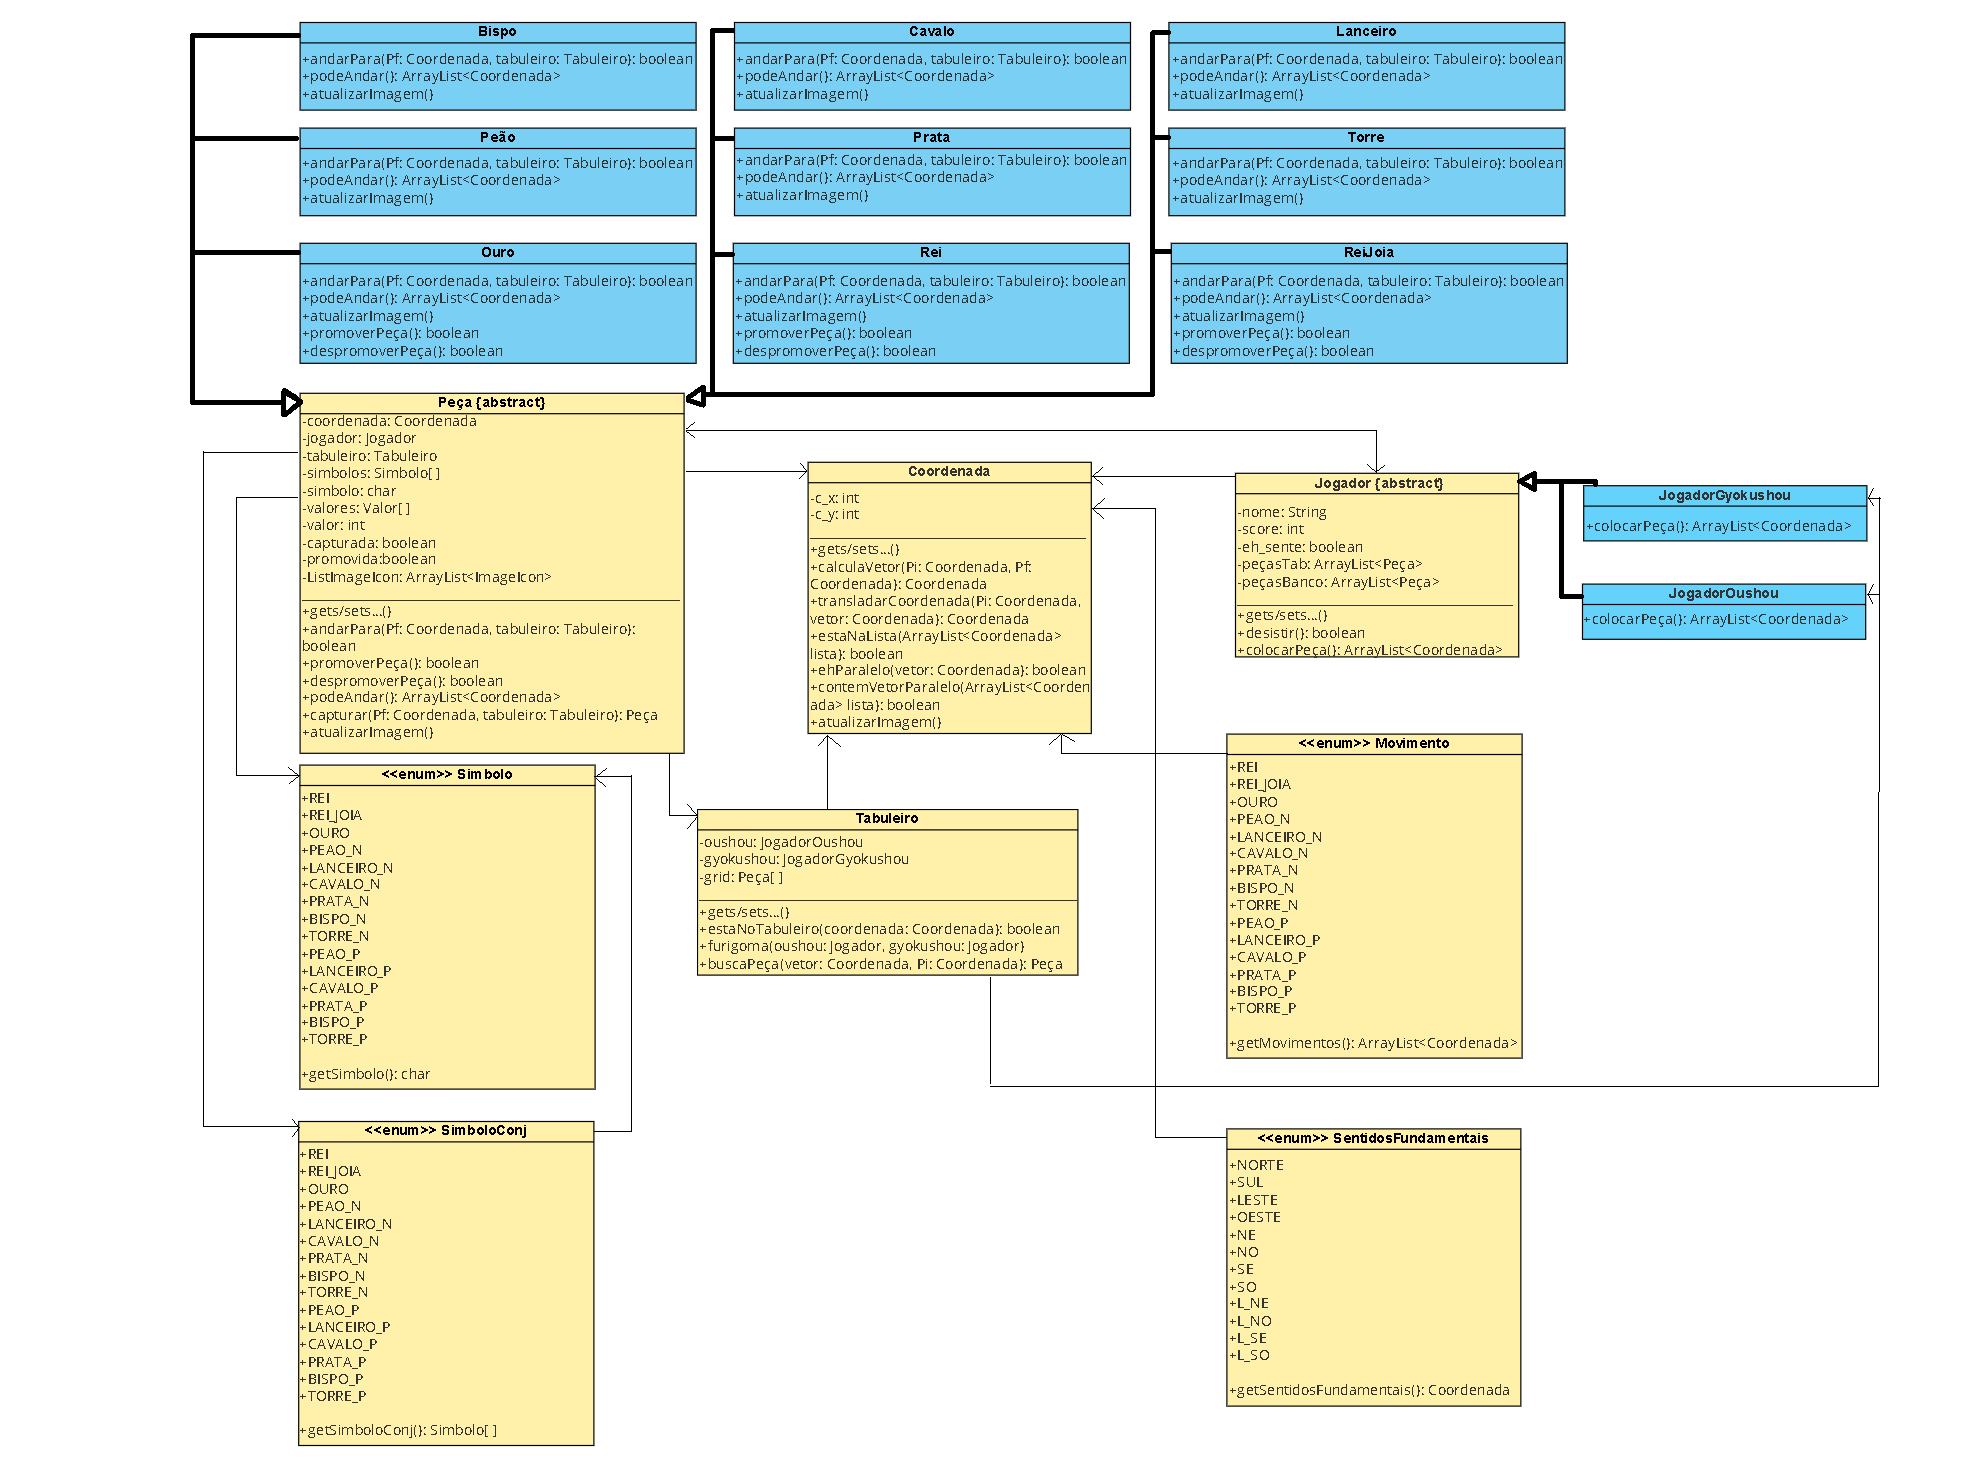 Bispo
+andarPara(Pf: Coordenada, tabuleiro: Tabuleiro): boolean
+podeAndar(): ArrayList<Coordenada>
+atualizarImagem()
Cavalo
+andarPara(Pf: Coordenada, tabuleiro: Tabuleiro): boolean
+podeAndar(): ArrayList<Coordenada>
+atualizarImagem()
Lanceiro
+andarPara(Pf: Coordenada, tabuleiro: Tabuleiro): boolean
+podeAndar(): ArrayList<Coordenada>
+atualizarImagem()
Peão
+andarPara(Pf: Coordenada, tabuleiro: Tabuleiro): boolean
+podeAndar(): ArrayList<Coordenada>
+atualizarImagem()
Prata
+andarPara(Pf: Coordenada, tabuleiro: Tabuleiro): boolean
+podeAndar(): ArrayList<Coordenada>
+atualizarImagem()
Torre
+andarPara(Pf: Coordenada, tabuleiro: Tabuleiro): boolean
+podeAndar(): ArrayList<Coordenada>
+atualizarImagem()
Ouro
+andarPara(Pf: Coordenada, tabuleiro: Tabuleiro): boolean
+podeAndar(): ArrayList<Coordenada>
+atualizarImagem()
+promoverPeça(): boolean
+despromoverPeça(): boolean
Rei
+andarPara(Pf: Coordenada, tabuleiro: Tabuleiro): boolean
+podeAndar(): ArrayList<Coordenada>
+atualizarImagem()
+promoverPeça(): boolean
+despromoverPeça(): boolean
ReiJoia
+andarPara(Pf: Coordenada, tabuleiro: Tabuleiro): boolean
+podeAndar(): ArrayList<Coordenada>
+atualizarImagem()
+promoverPeça(): boolean
+despromoverPeça(): boolean
Peça {abstract}
-coordenada: Coordenada
-jogador: Jogador
-tabuleiro: Tabuleiro
-simbolos: Simbolo[ ]
-simbolo: char
-valores: Valor[ ]
-valor: int
-capturada: boolean
-promovida:boolean
-ListImageIcon: ArrayList<ImageIcon>
+gets/sets...()
+andarPara(Pf: Coordenada, tabuleiro: Tabuleiro):
boolean
+promoverPeça(): boolean
+despromoverPeça(): boolean
+podeAndar(): ArrayList<Coordenada>
+capturar(Pf: Coordenada, tabuleiro: Tabuleiro): Peça
+atualizarImagem()
Coordenada
-c_x: int
-c_y: int
+gets/sets...()
+calculaVetor(Pi: Coordenada, Pf:
Coordenada): Coordenada
+transladarCoordenada(Pi: Coordenada,
vetor: Coordenada): Coordenada
+estaNaLista(ArrayList<Coordenada>
lista): boolean
+ehParalelo(vetor: Coordenada): boolean
+contemVetorParalelo(ArrayList<Coorden
ada> lista): boolean
+atualizarImagem()
Jogador {abstract}
-nome: String
-score: int
-eh_sente: boolean
-peçasTab: ArrayList<Peça>
-peçasBanco: ArrayList<Peça>
+gets/sets...()
+desistir(): boolean
+colocarPeça(): ArrayList<Coordenada>
JogadorGyokushou
+colocarPeça(): ArrayList<Coordenada>
JogadorOushou
+colocarPeça(): ArrayList<Coordenada>
<<enum>> Simbolo
+REI
+REI_JOIA
+OURO
+PEAO_N
+LANCEIRO_N
+CAVALO_N
+PRATA_N
+BISPO_N
+TORRE_N
+PEAO_P
+LANCEIRO_P
+CAVALO_P
+PRATA_P
+BISPO_P
+TORRE_P
+getSimbolo(): char
Tabuleiro
-oushou: JogadorOushou
-gyokushou: JogadorGyokushou
-grid: Peça[ ]
+gets/sets...()
+estaNoTabuleiro(coordenada: Coordenada): boolean
+furigoma(oushou: Jogador, gyokushou: Jogador)
+buscaPeça(vetor: Coordenada, Pi: Coordenada): Peça
<<enum>> Movimento
+REI
+REI_JOIA
+OURO
+PEAO_N
+LANCEIRO_N
+CAVALO_N
+PRATA_N
+BISPO_N
+TORRE_N
+PEAO_P
+LANCEIRO_P
+CAVALO_P
+PRATA_P
+BISPO_P
+TORRE_P
+getMovimentos(): ArrayList<Coordenada>
<<enum>> SimboloConj
+REI
+REI_JOIA
+OURO
+PEAO_N
+LANCEIRO_N
+CAVALO_N
+PRATA_N
+BISPO_N
+TORRE_N
+PEAO_P
+LANCEIRO_P
+CAVALO_P
+PRATA_P
+BISPO_P
+TORRE_P
+getSimboloConj(): Simbolo[ ]
<<enum>> SentidosFundamentais
+NORTE
+SUL
+LESTE
+OESTE
+NE
+NO
+SE
+SO
+L_NE
+L_NO
+L_SE
+L_SO
+getSentidosFundamentais(): Coordenada